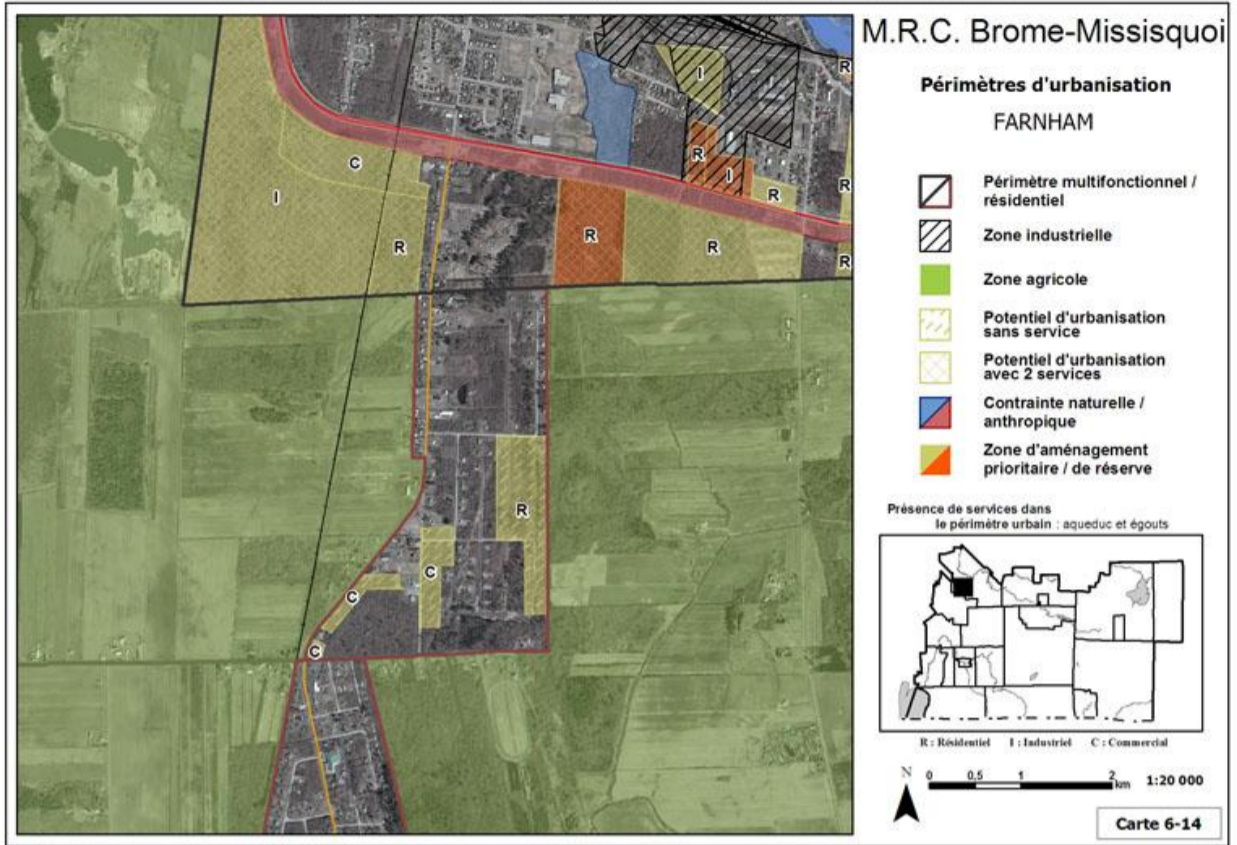 M.R.C. Brome-Missisquoi
Périmètres d'urbanisation
FARNHAM
Périmètre multifonctionnel /
résidentiel
Zone industrielle
Zone agricole
Potentiel d'urbanisation
sans service
Potentiel d'urbanisation
avec 2 services
Contrainte naturelle /
anthropique
Zone d'aménagement
prioritaire / de réserve
Présence de services dans
le périmètre urbain : aqueduc et égouts
R : Résidentiel I : Industriel C : Commercial
N
0 0,5 1 2 km
1:20 000
Carte 6-14
R
I
R
C
R
I
R
R
I
R
R
R
R
R
R
C
C
C